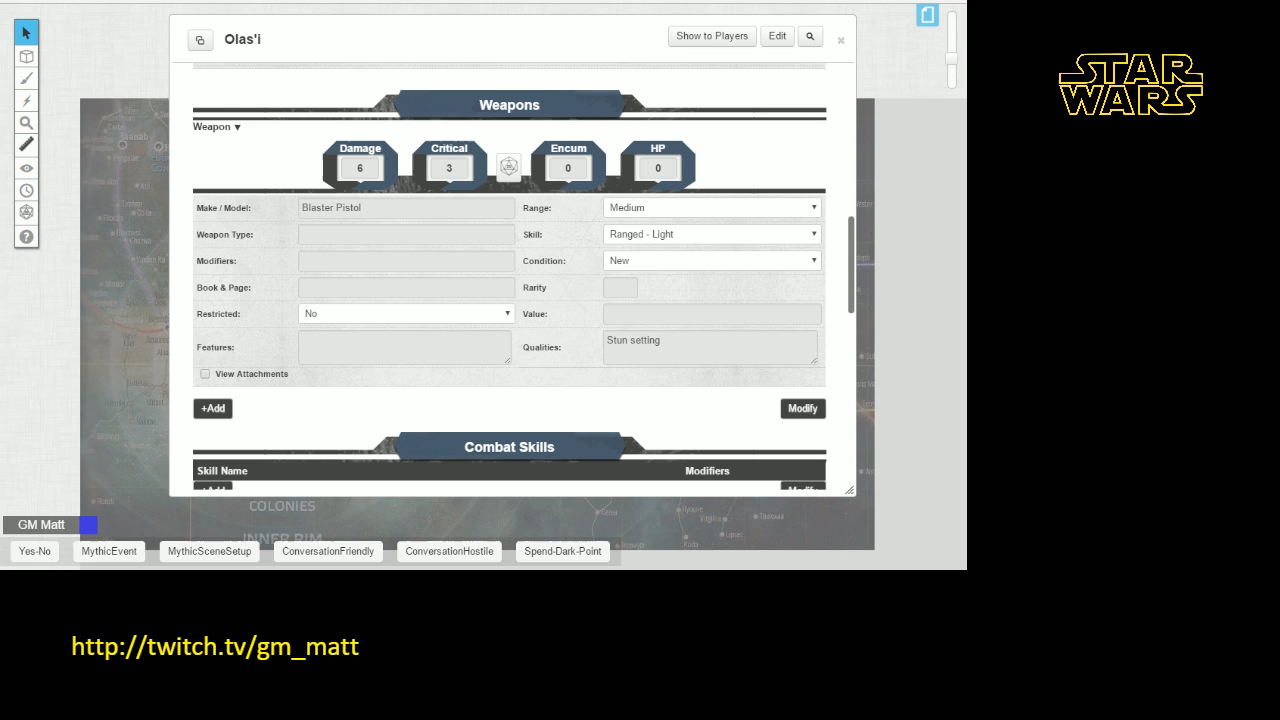 Olas'i
Show to Players
Edit
STAR
WARS
Weapons
Weapon ▾
Damage Critical Encum HP
6 3 0 0
Make / Model: Blaster Pistol Range: Medium
Weapon Type: Skill: Ranged - Light
Modifiers: Condition: New
Book & Page: Rarity
Restricted: No Value:
Features: Qualities: Stun setting
View Attachments
+Add Modify
Combat Skills
Skill Name Modifiers
+Add Modify
COLONIES
INNER RIM
GM Matt
Yes-No MythicEvent MythicSceneSetup ConversationFriendly ConversationHostile Spend-Dark-Point
http://twitch.tv/gm_matt